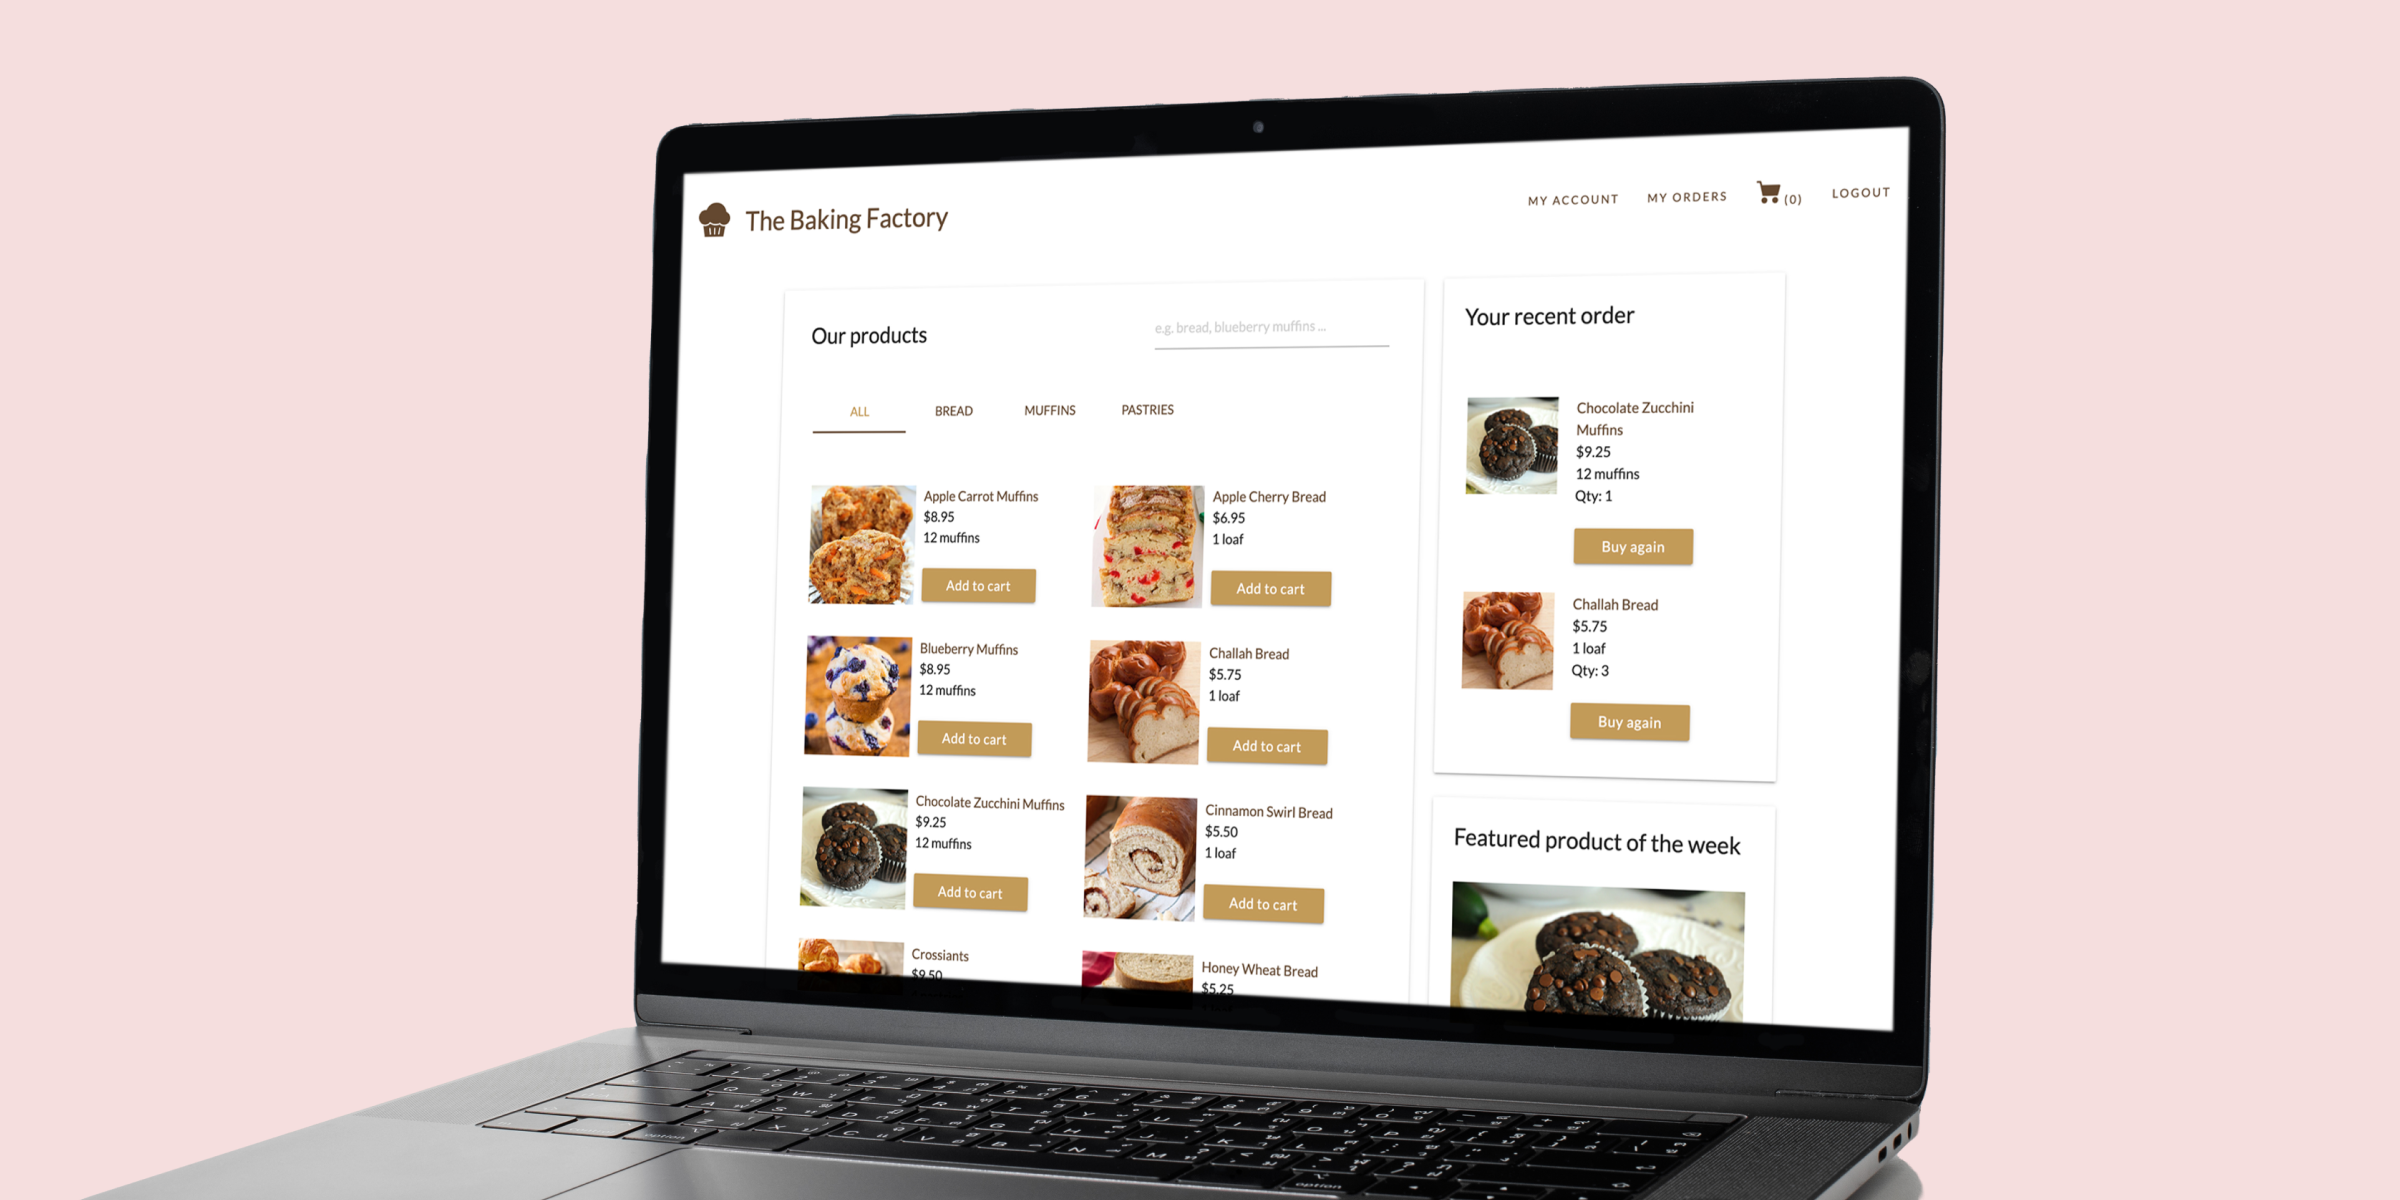 The Baking Factory
MY ACCOUNT
MY ORDERS
(0)
LOGOUT
Our products
e.g. bread, blueberry muffins ...
ALL
BREAD
MUFFINS
PASTRIES
Apple Carrot Muffins
$8.95
12 muffins
Add to cart
Apple Cherry Bread
$6.95
1 loaf
Add to cart
Blueberry Muffins
$8.95
12 muffins
Add to cart
Challah Bread
$5.75
1 loaf
Add to cart
Chocolate Zucchini Muffins
$9.25
12 muffins
Add to cart
Cinnamon Swirl Bread
$5.50
1 loaf
Add to cart
Crossiants
$9.50
Honey Wheat Bread
$5.25
Your recent order
Chocolate Zucchini
Muffins
$9.25
12 muffins
Qty: 1
Buy again
Challah Bread
$5.75
1 loaf
Qty: 3
Buy again
Featured product of the week
option
option